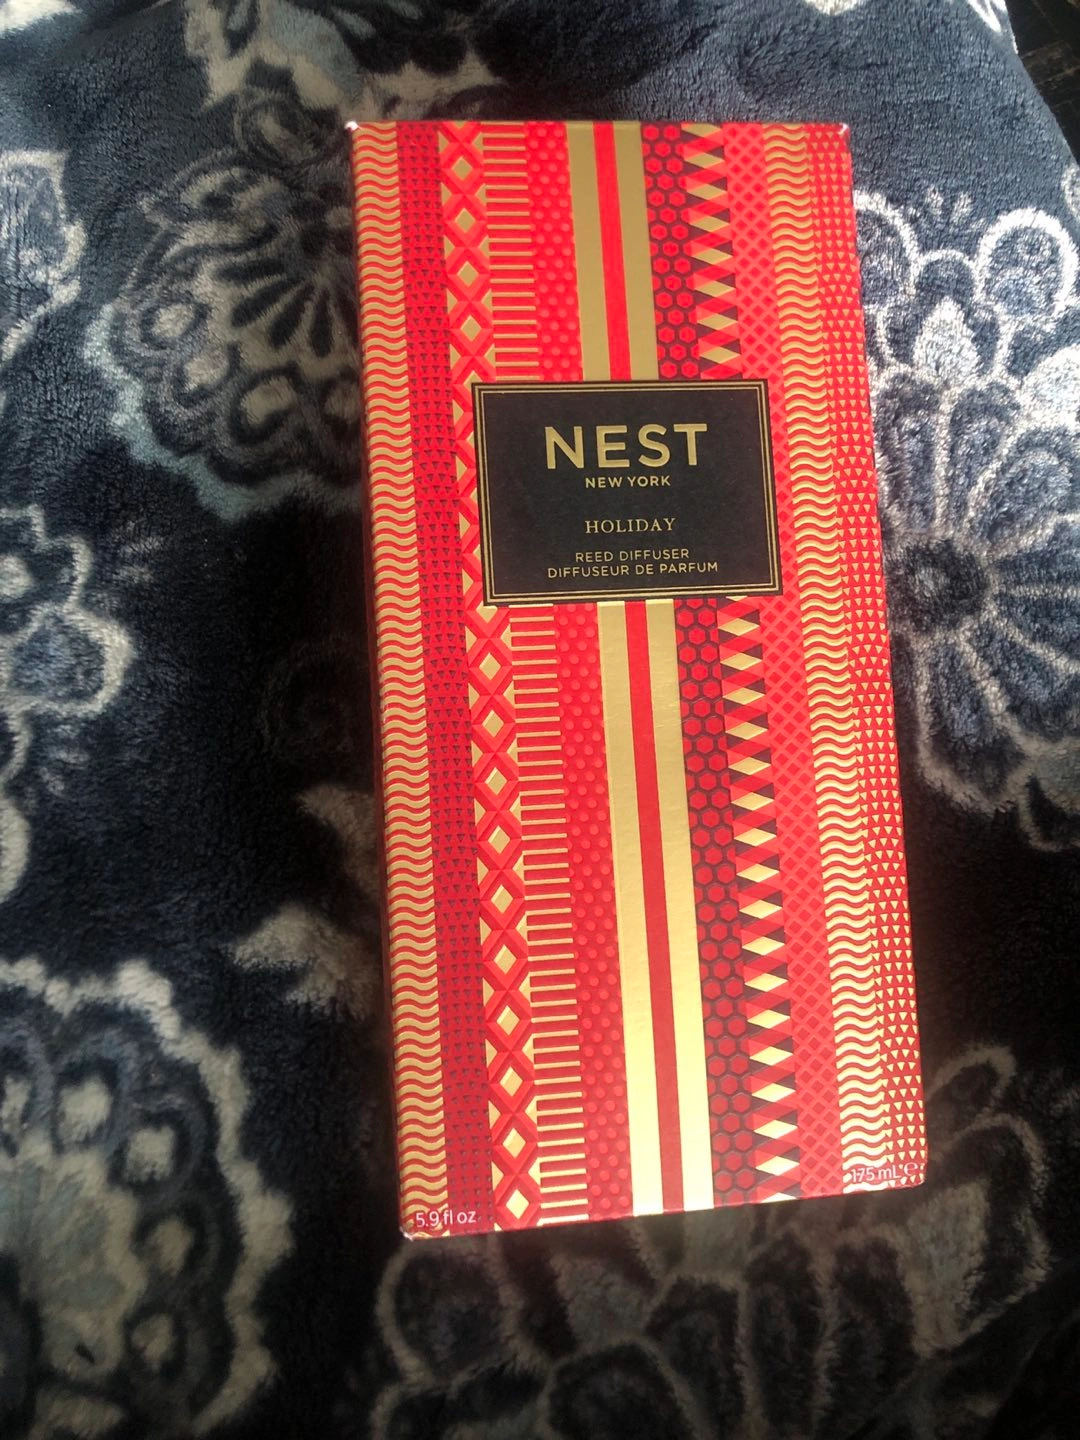 NEST
NEW YORK
HOLIDAY
REED DIFFUSER
DIFFUSEUR DE PARFUM
5.9 fl oz
175 mL ℮